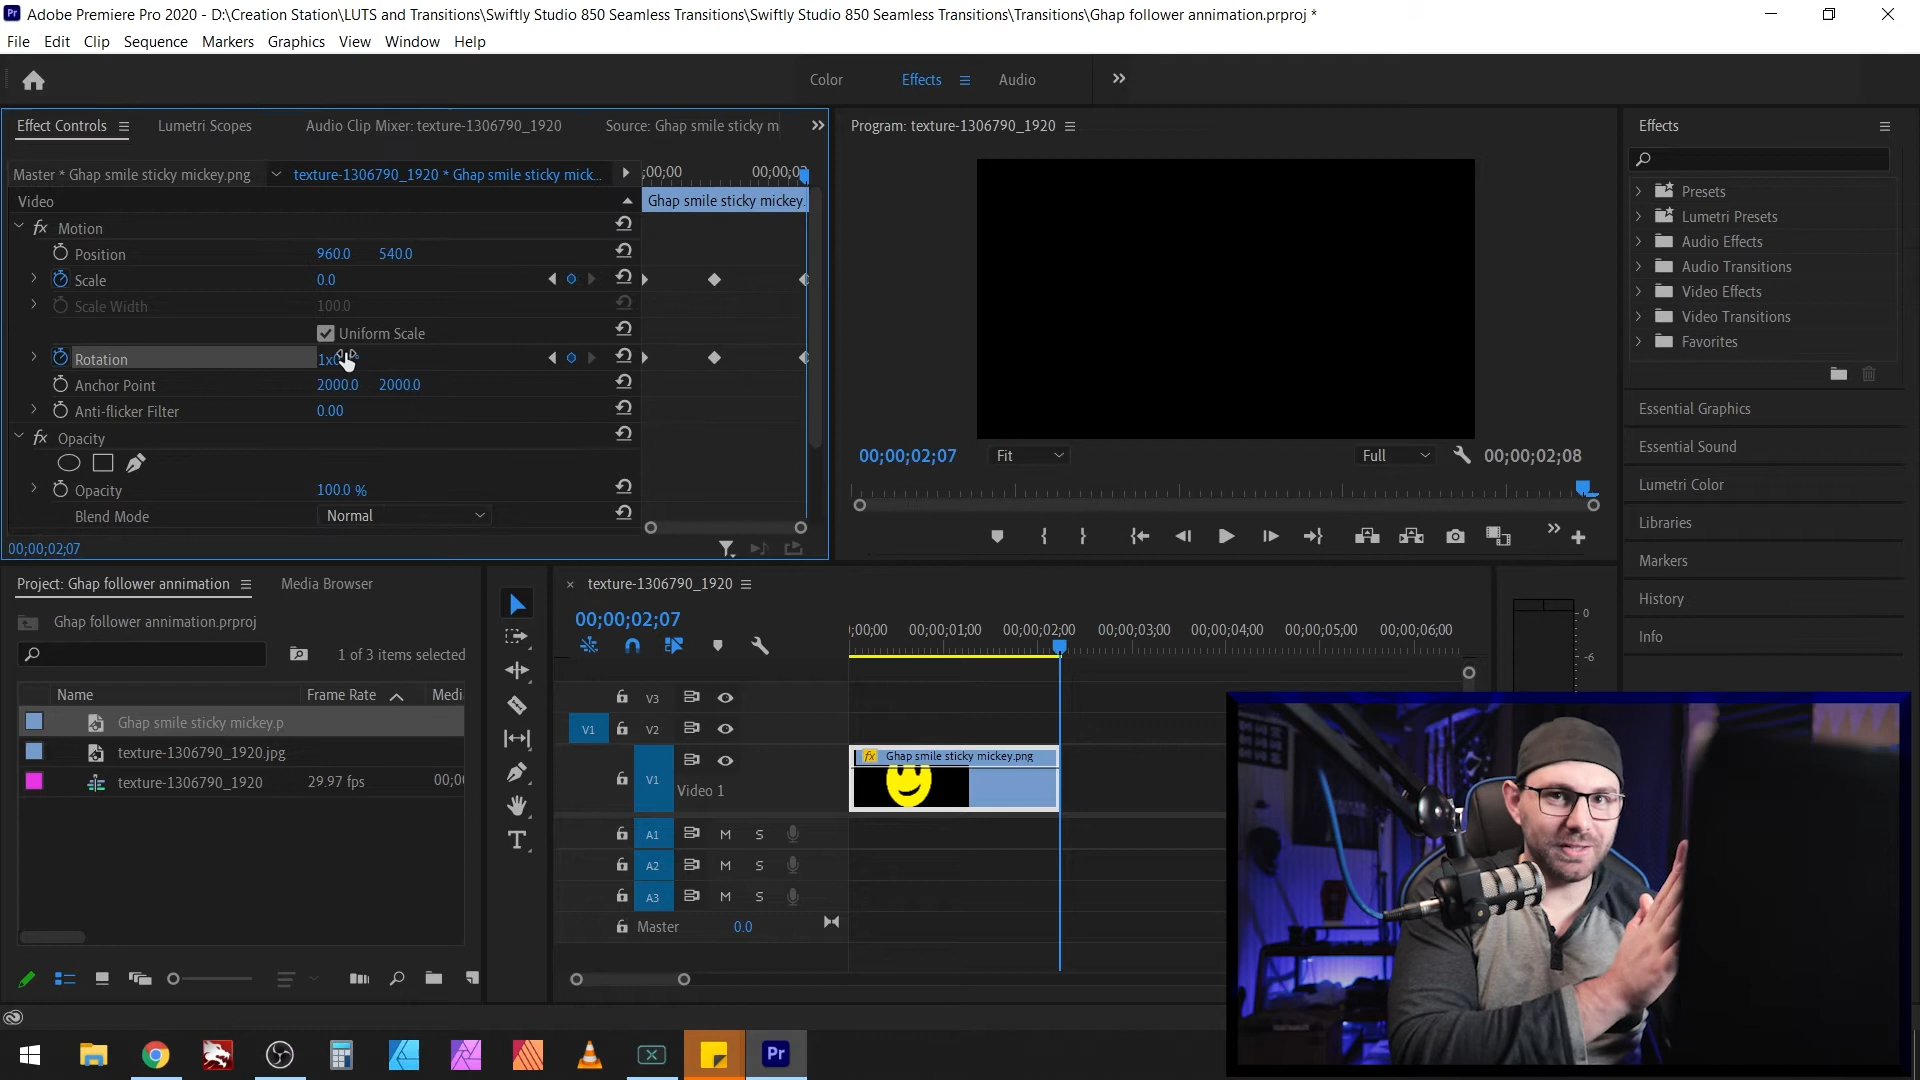 Adobe Premiere Pro 2020 - D:\Creation Station\LUTS and Transitions\Swiftly Studio 850 Seamless Transitions\Swiftly Studio 850 Seamless Transitions\Transitions\Ghap follower annimation.prproj *
File Edit Clip Sequence Markers Graphics View Window Help
Color Effects Audio
Effect Controls Lumetri Scopes Audio Clip Mixer: texture-1306790_1920 Source: Ghap smile sticky m
Master * Ghap smile sticky mickey.png texture-1306790_1920 * Ghap smile sticky mick...
;00;00 00;00;0
Video
Ghap smile sticky mickey.
Motion
Position 960.0 540.0
Scale 0.0
Scale Width 100.0
Uniform Scale
Rotation
Anchor Point 2000.0 2000.0
Anti-flicker Filter 0.00
Opacity
Opacity 100.0 %
Blend Mode Normal
00;00;02;07
Program: texture-1306790_1920
00;00;02;07 Fit Full 00;00;02;08
Effects
Presets
Lumetri Presets
Audio Effects
Audio Transitions
Video Effects
Video Transitions
Favorites
Essential Graphics
Essential Sound
Lumetri Color
Libraries
Markers
History
Info
Project: Ghap follower annimation Media Browser
Ghap follower annimation.prproj
1 of 3 items selected
Name Frame Rate Medi
Ghap smile sticky mickey.p
texture-1306790_1920.jpg
texture-1306790_1920 29.97 fps 00;0
texture-1306790_1920
00;00;02;07
;00;00 00;00;01;00 00;00;02;00 00;00;03;00 00;00;04;00 00;00;05;00 00;00;06;00
V3
V1 V2
V1 Video 1
fx Ghap smile sticky mickey.png
A1 M S
A2 M S
A3 M S
Master 0.0
0
-6
Pr